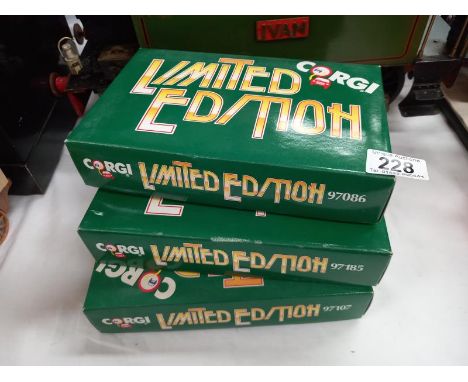 IVAN
CORGI
LIMITED
EDITION
228
CORGI LIMITED EDITION 97086
CORGI LIMITED EDITION 97185
CORGI LIMITED EDITION 97107